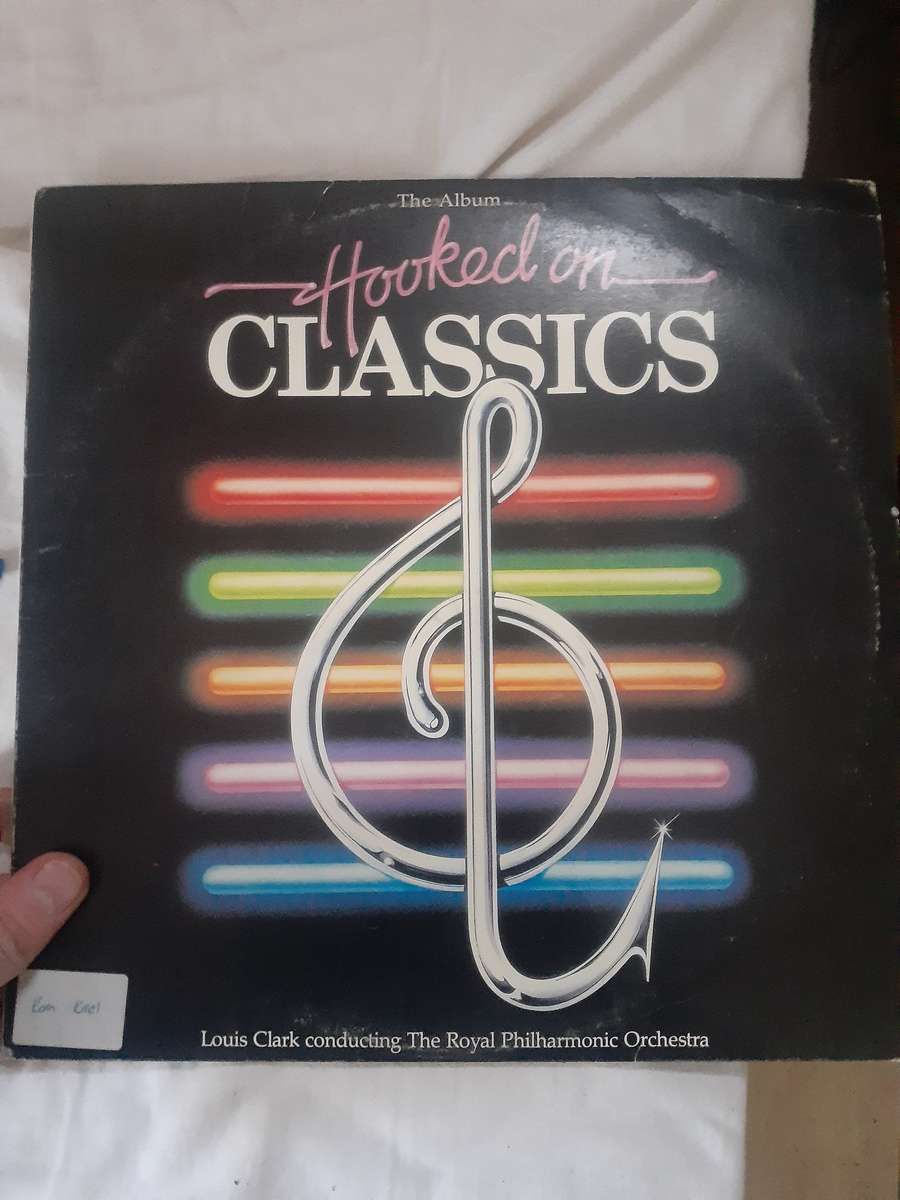 The Album
Hooked on
CLASSICS
Louis Clark conducting The Royal Philharmonic Orchestra